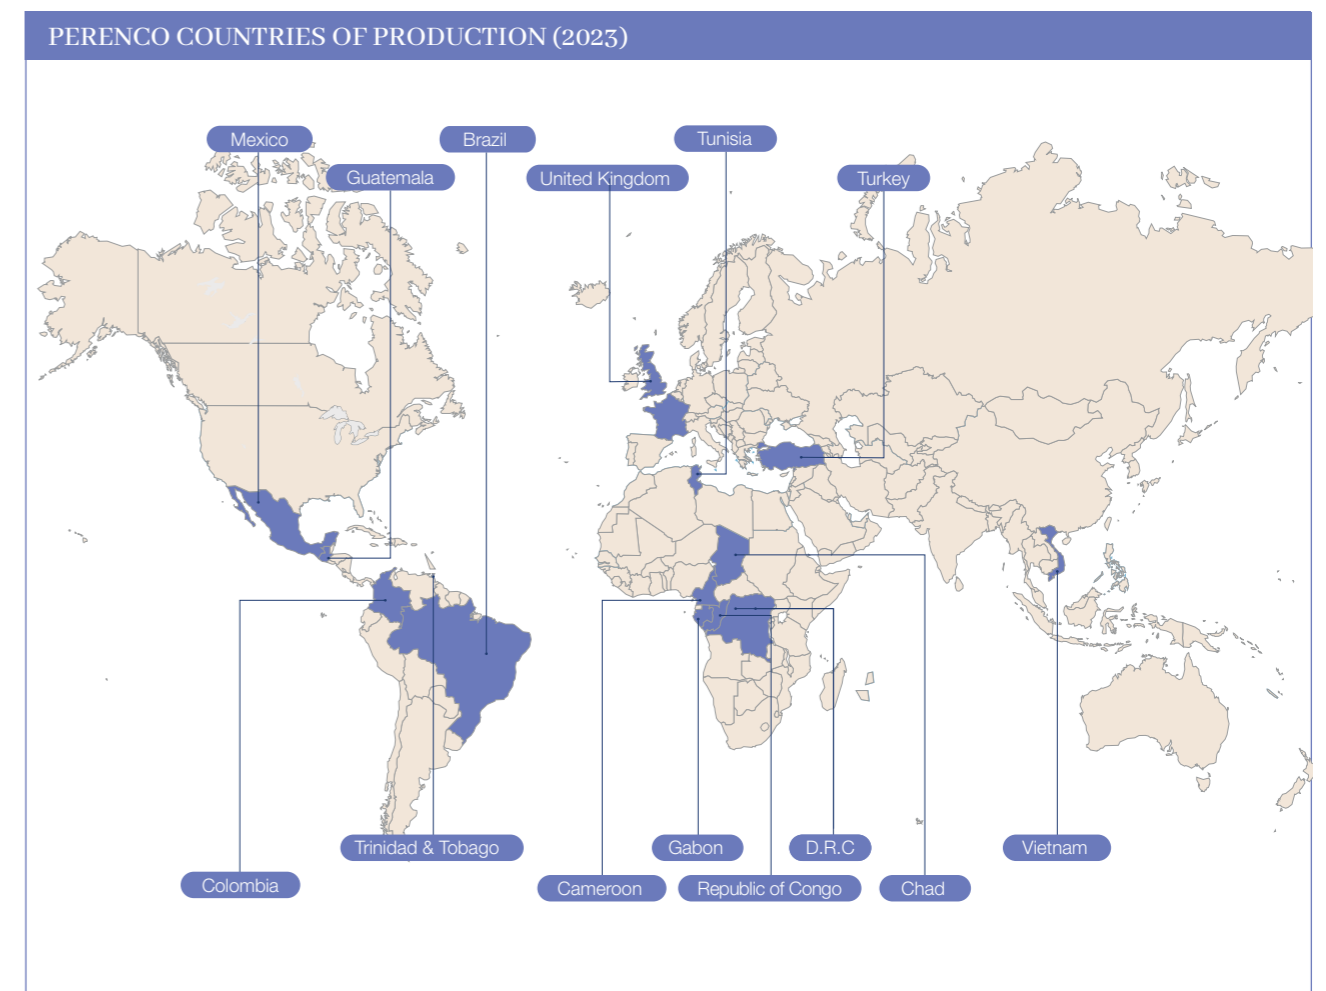 PERENCO COUNTRIES OF PRODUCTION (2023)
Mexico
Brazil
Tunisia
Guatemala
United Kingdom
Turkey
Trinidad & Tobago
Gabon
D.R.C
Vietnam
Colombia
Cameroon
Republic of Congo
Chad